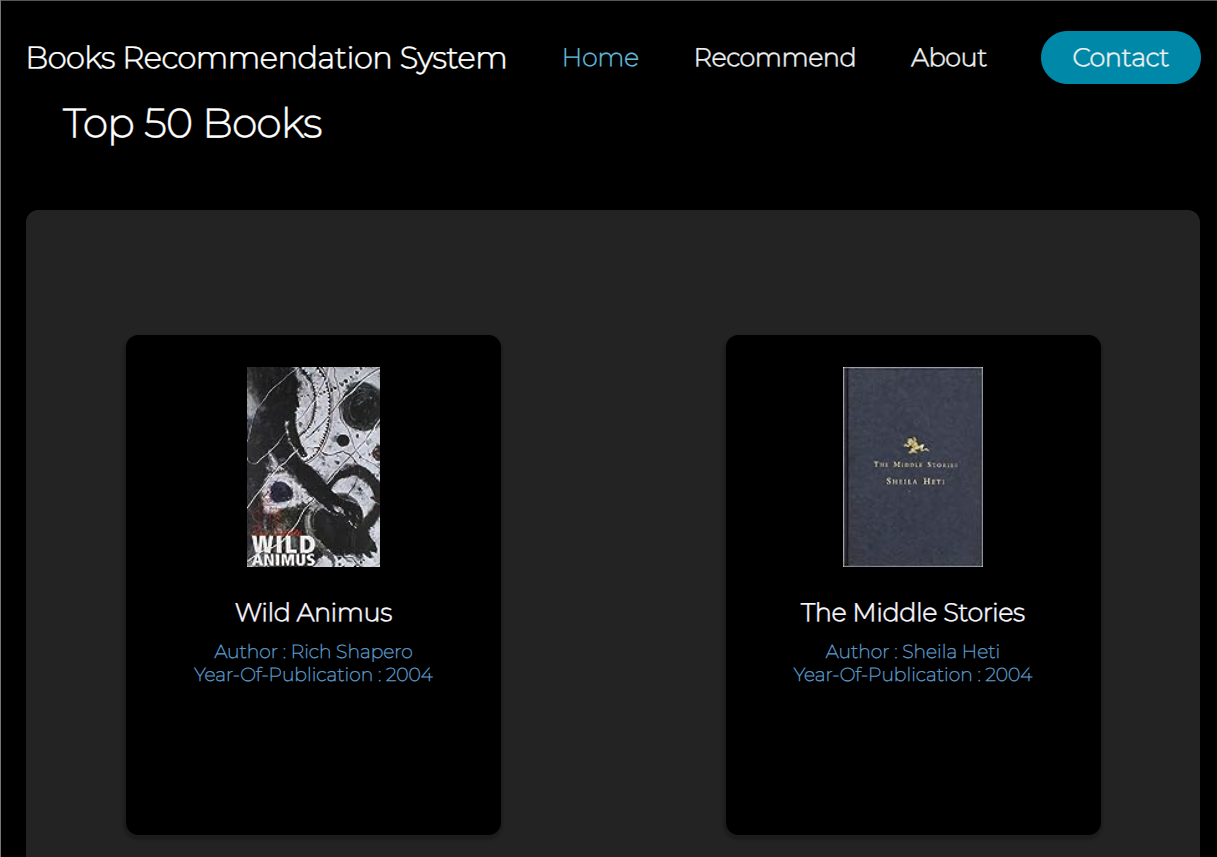 Books Recommendation System Home Recommend About Contact
Top 50 Books
WILD
ANIMUS
THE MIDDLE STORIES
SHEILA HETI
Wild Animus
Author : Rich Shapero
Year-Of-Publication : 2004
The Middle Stories
Author : Sheila Heti
Year-Of-Publication : 2004